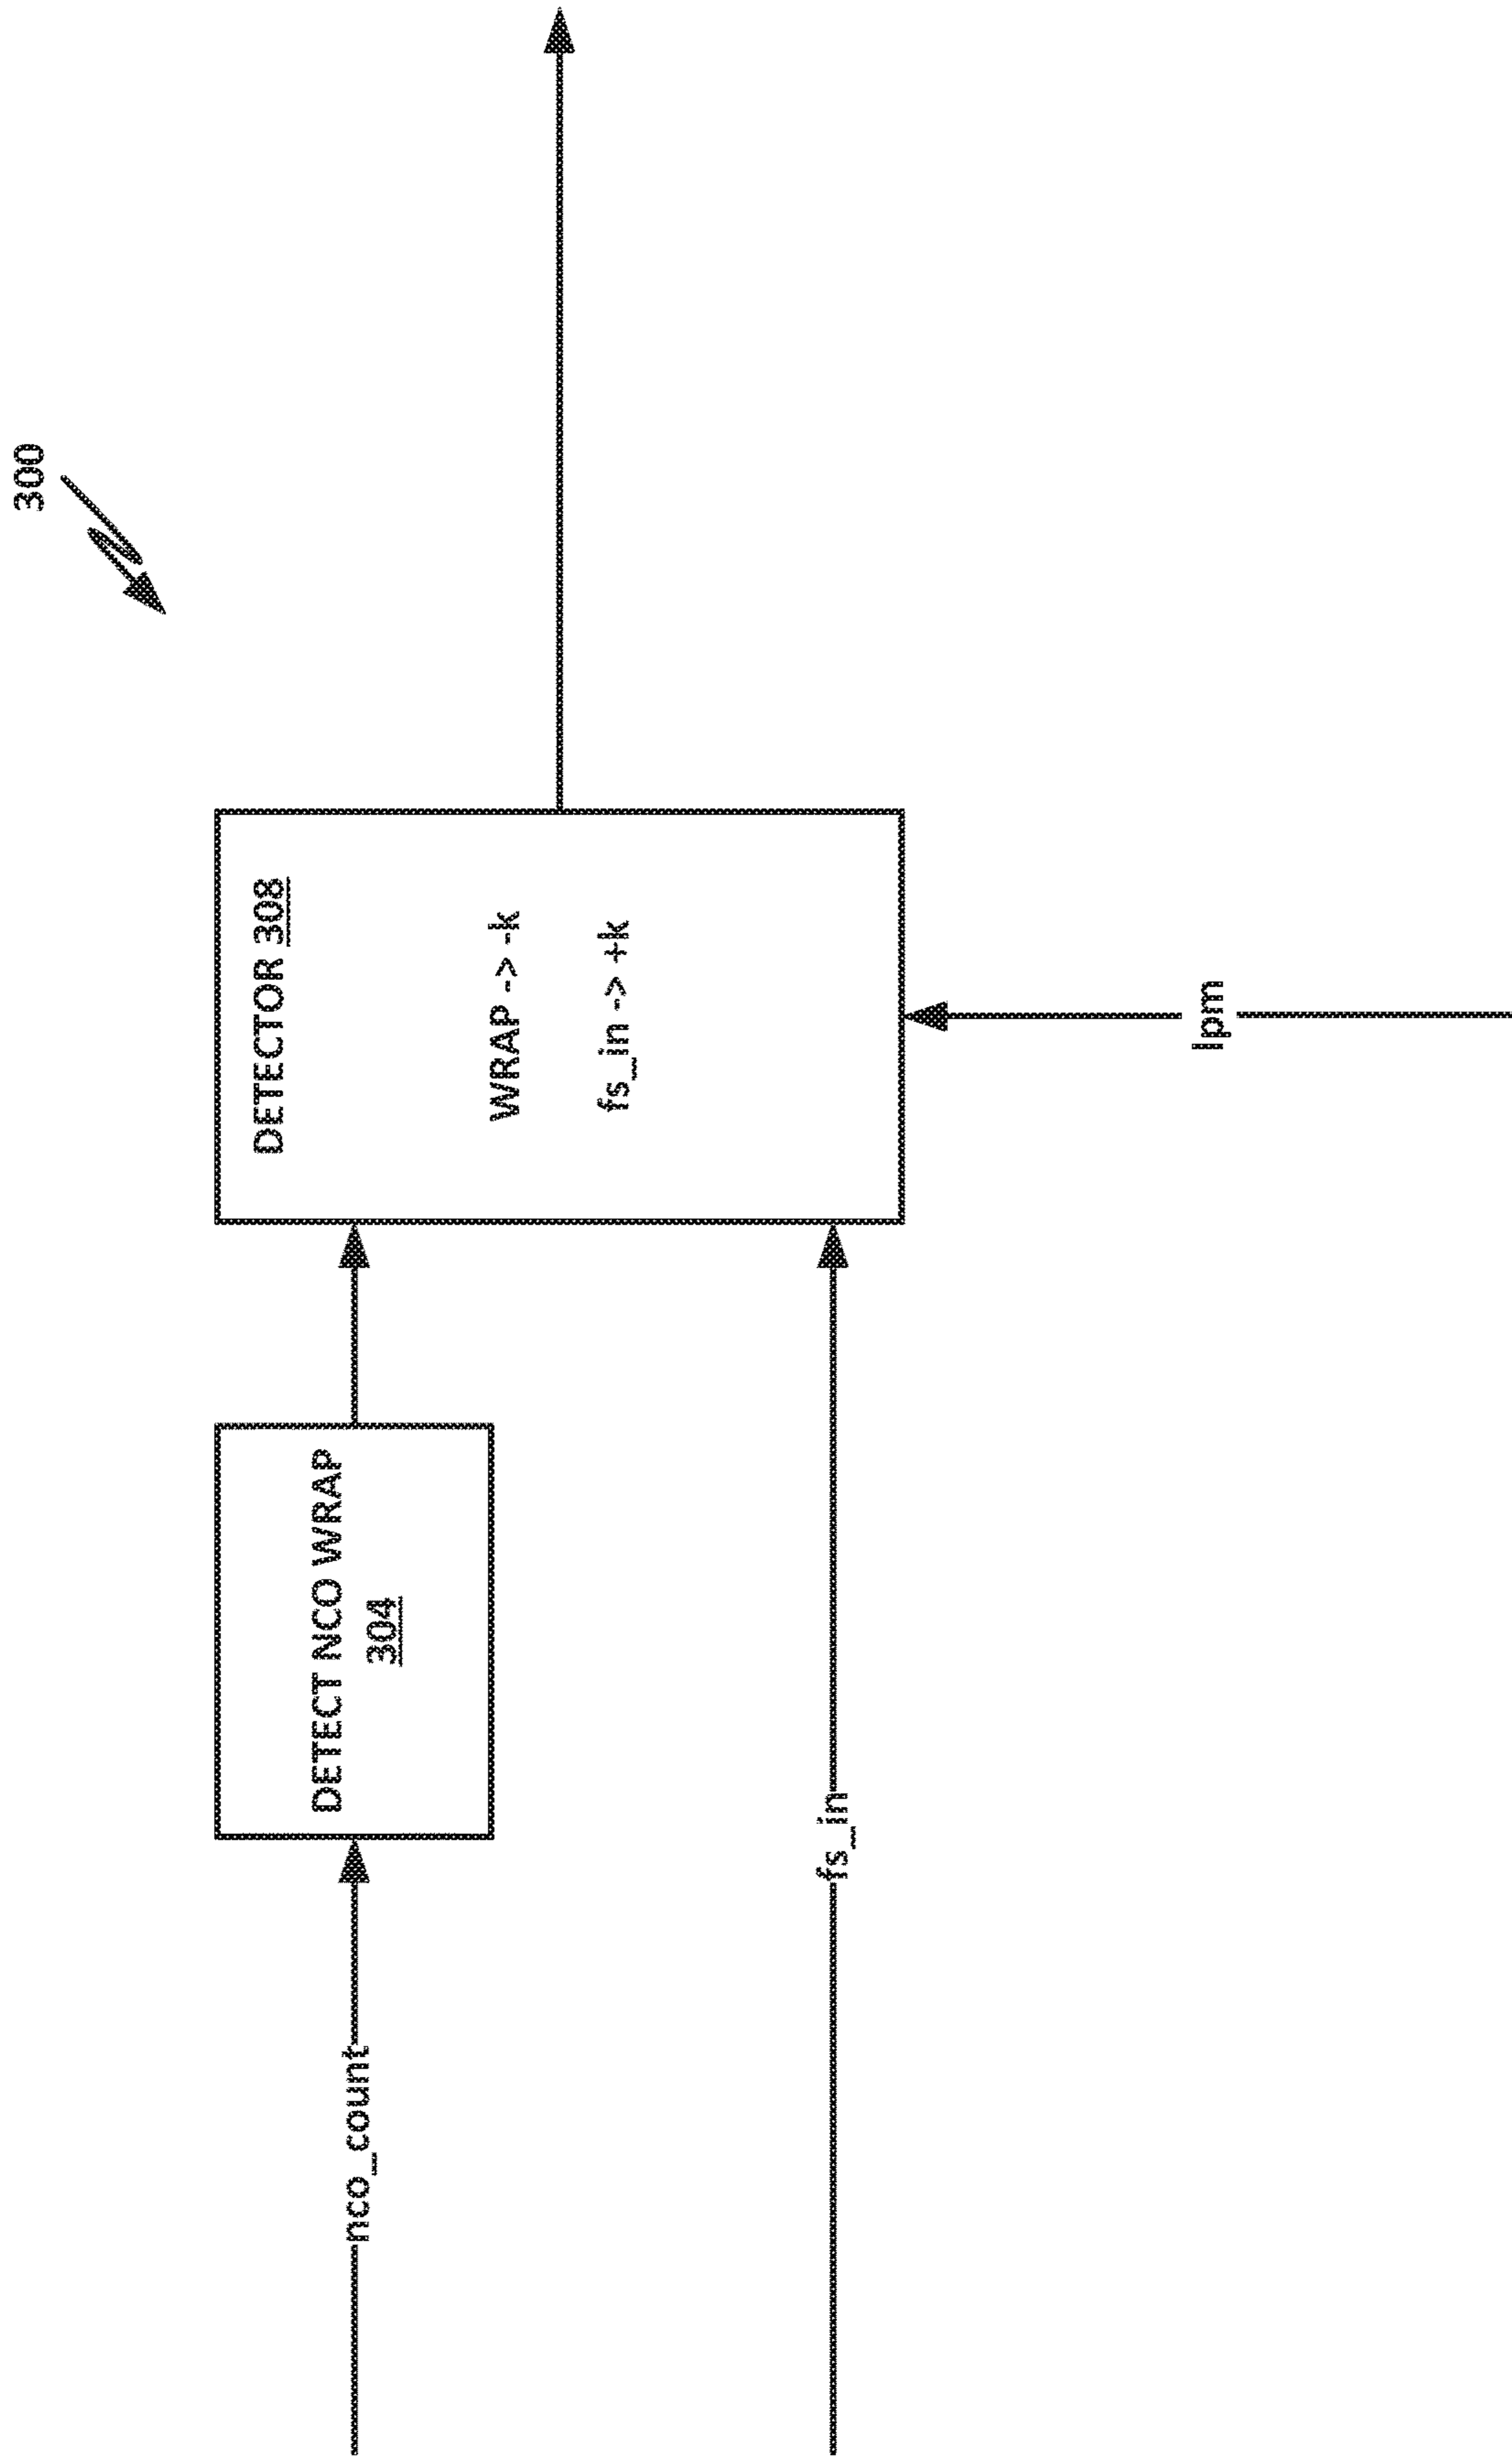 300
nco_count
DETECT NCO WRAP
304
DETECTOR 308
WRAP -> -k
fs_in -> +k
fs_in
lpm